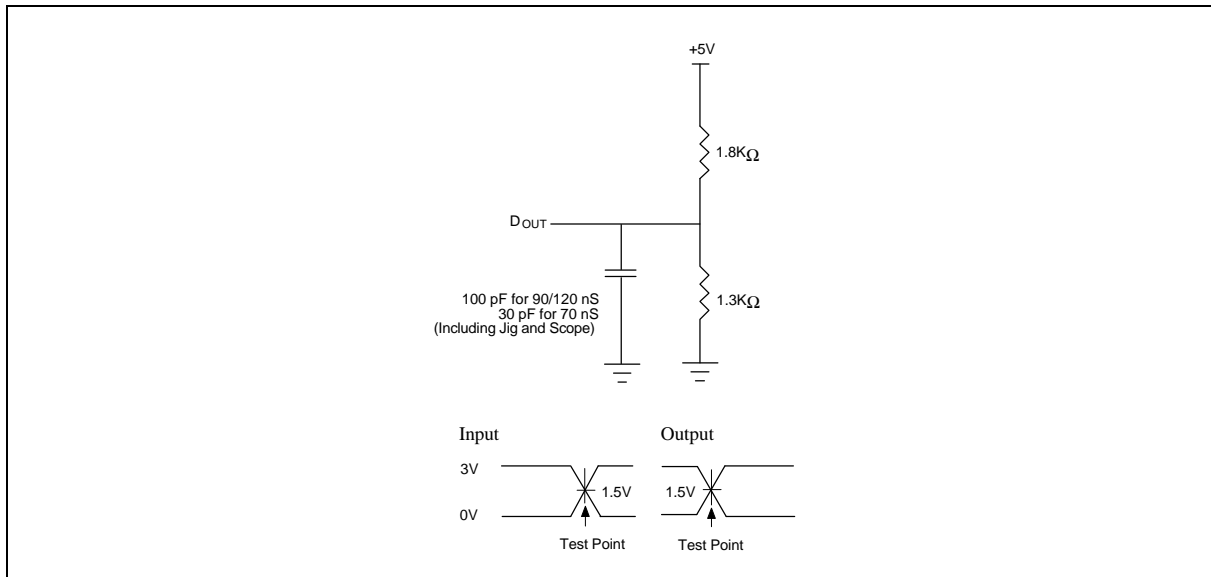 +5V
1.8KΩ
DOUT
100 pF for 90/120 nS
30 pF for 70 nS
(Including Jig and Scope)
1.3KΩ
Input
Output
3V
1.5V
1.5V
0V
Test Point
Test Point